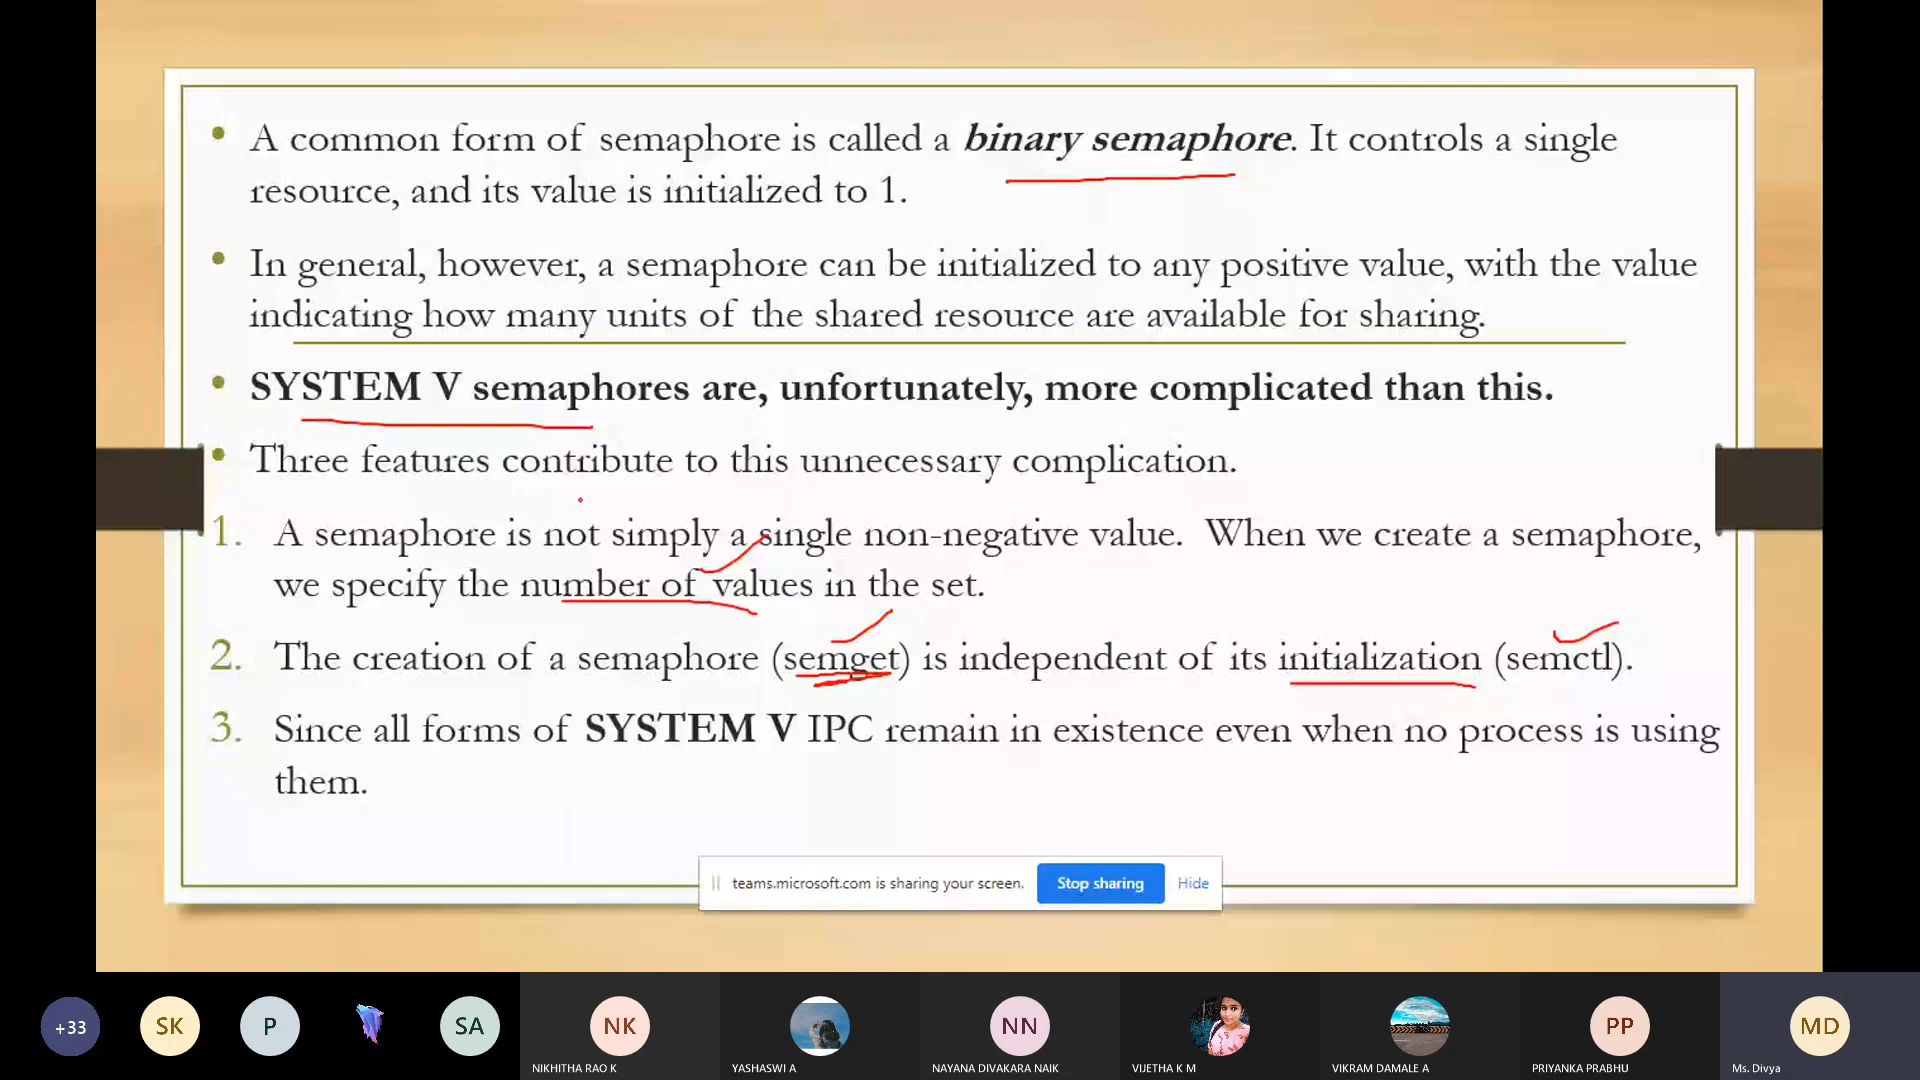 A common form of semaphore is called a binary semaphore. It controls a single
resource, and its value is initialized to 1.
In general, however, a semaphore can be initialized to any positive value, with the value
indicating how many units of the shared resource are available for sharing.
SYSTEM V semaphores are, unfortunately, more complicated than this.
Three features contribute to this unnecessary complication.
1. A semaphore is not simply a single non-negative value. When we create a semaphore,
we specify the number of values in the set.
2. The creation of a semaphore (semget) is independent of its initialization (semctl).
3. Since all forms of SYSTEM V IPC remain in existence even when no process is using
them.
teams.microsoft.com is sharing your screen. Stop sharing Hide
+33 SK P SA NK NN PP MD
NIKHITHA RAO K YASHASWI A NAYANA DIVAKARA NAIK VIJETHA K M VIKRAM DAMALE A PRIYANKA PRABHU Ms. Divya